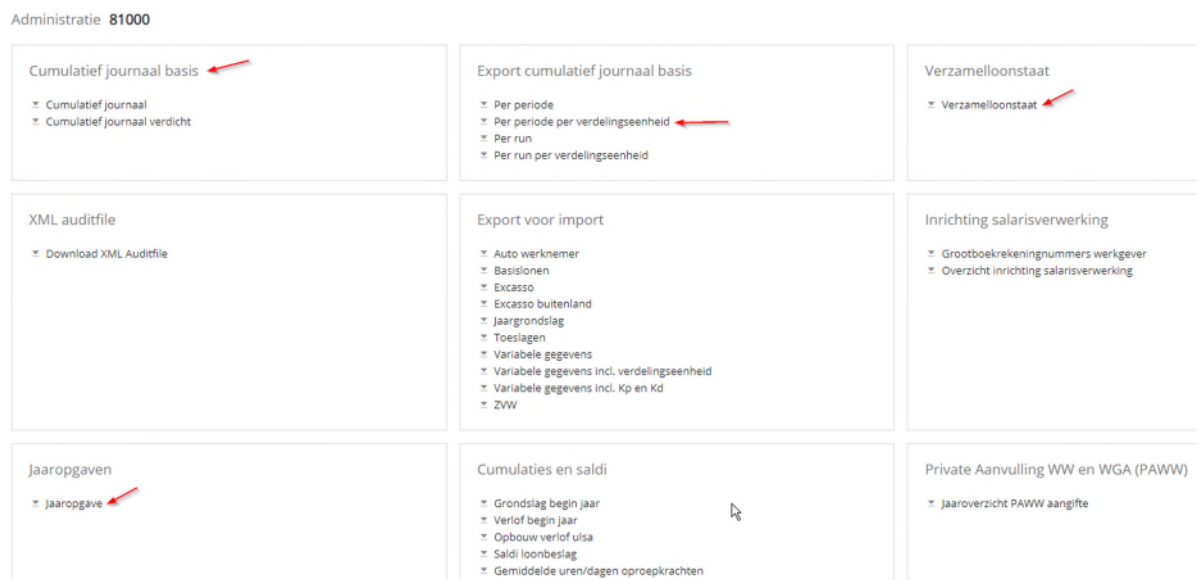 Administratie 81000
Cumulatief journaal basis
Cumulatief journaal
Cumulatief journaal verdicht
Export cumulatief journaal basis
Per periode
Per periode per verdelingseenheid
Per run
Per run per verdelingseenheid
Verzamelloonstaat
Verzamelloonstaat
XML auditfile
Download XML Auditfile
Export voor import
Auto werknemer
Basislonen
Excasso
Excasso buitenland
Jaargrondslag
Toeslagen
Variabele gegevens
Variabele gegevens incl. verdelingseenheid
Variabele gegevens incl. Kp en Kd
ZVW
Inrichting salarisverwerking
Grootboekrekeningnummers werkgever
Overzicht inrichting salarisverwerking
Jaaropgaven
Jaaropgave
Cumulaties en saldi
Grondslag begin jaar
Verlof begin jaar
Opbouw verlof ulsa
Saldi loonbeslag
Gemiddelde uren/dagen oproepkrachten
Private Aanvulling WW en WGA (PAWW)
Jaaroverzicht PAWW aangifte